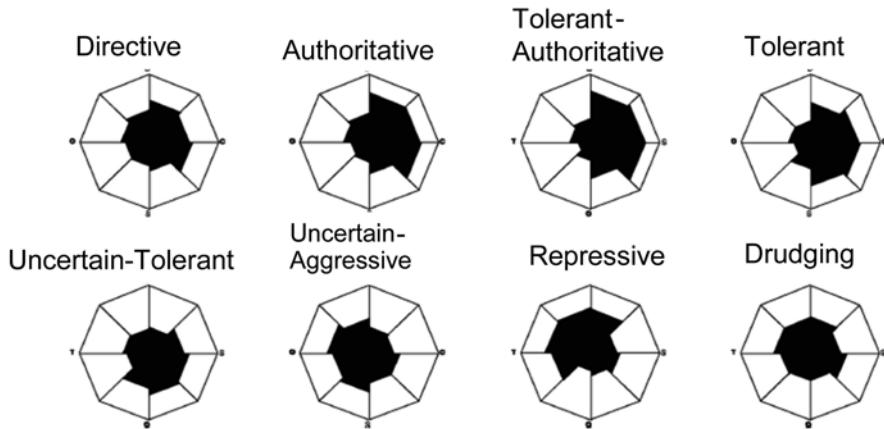 Directive
Authoritative
Tolerant-
Authoritative
Tolerant
Uncertain-Tolerant
Uncertain-
Aggressive
Repressive
Drudging